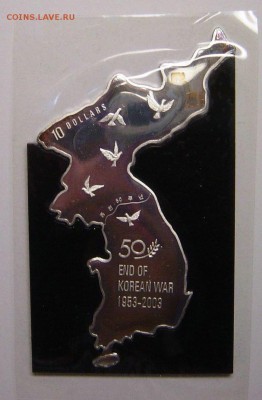 COINS.LAVE.RU
10 DOLLARS
50
END OF
KOREAN WAR
1953-2003